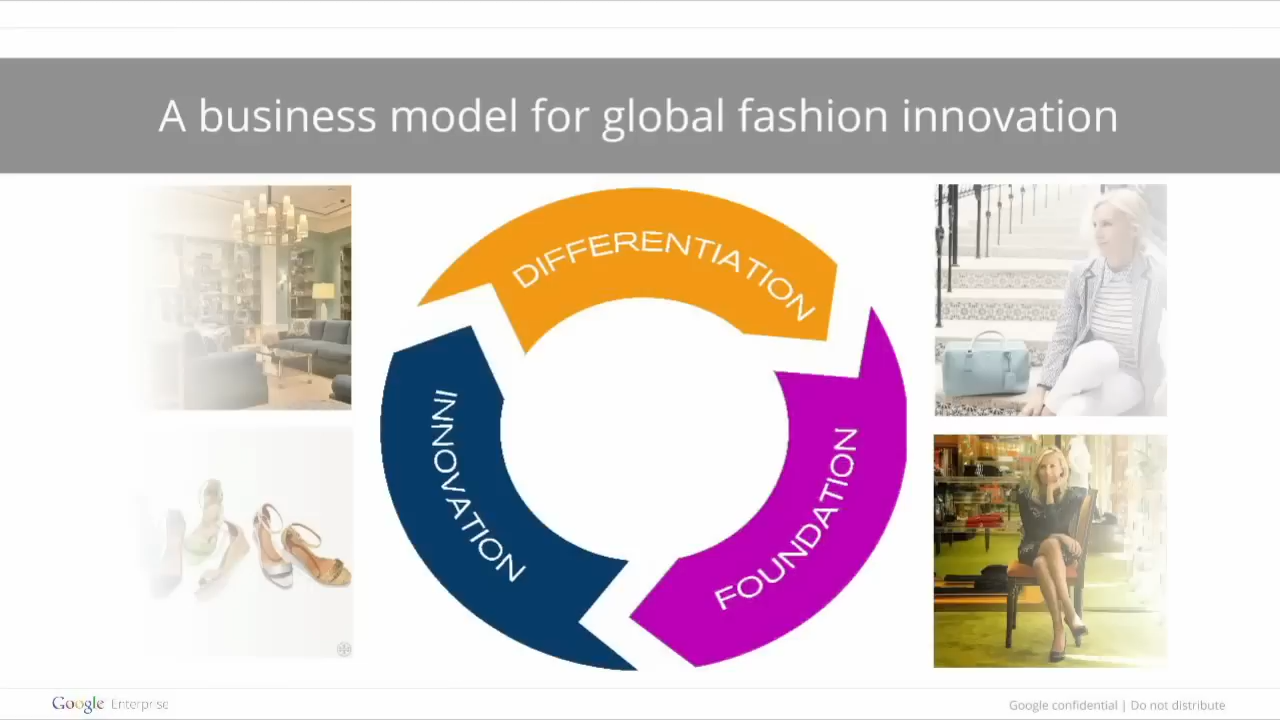 A business model for global fashion innovation
DIFFERENTIATION
INNOVATION
FOUNDATION
Google Enterprise
Google confidential | Do not distribute